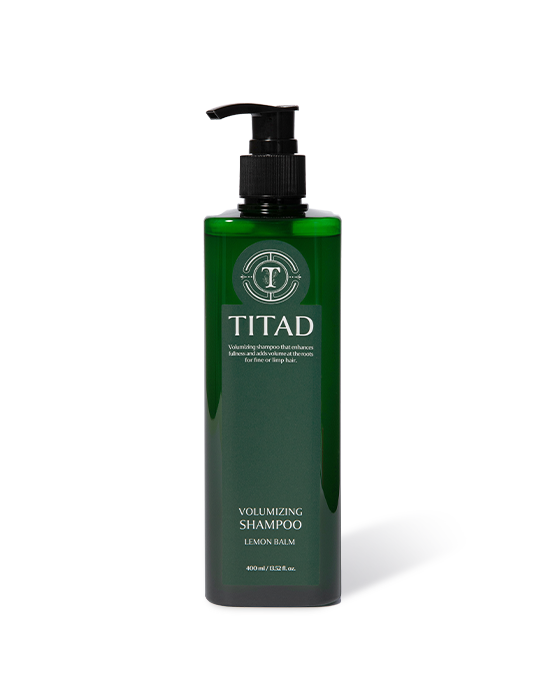 T
TITAD
Volumizing shampoo that enhances
fullness and adds volume at the roots
for fine or limp hair.
VOLUMIZING
SHAMPOO
LEMON BALM
400 ml / 13.52 fl. oz.